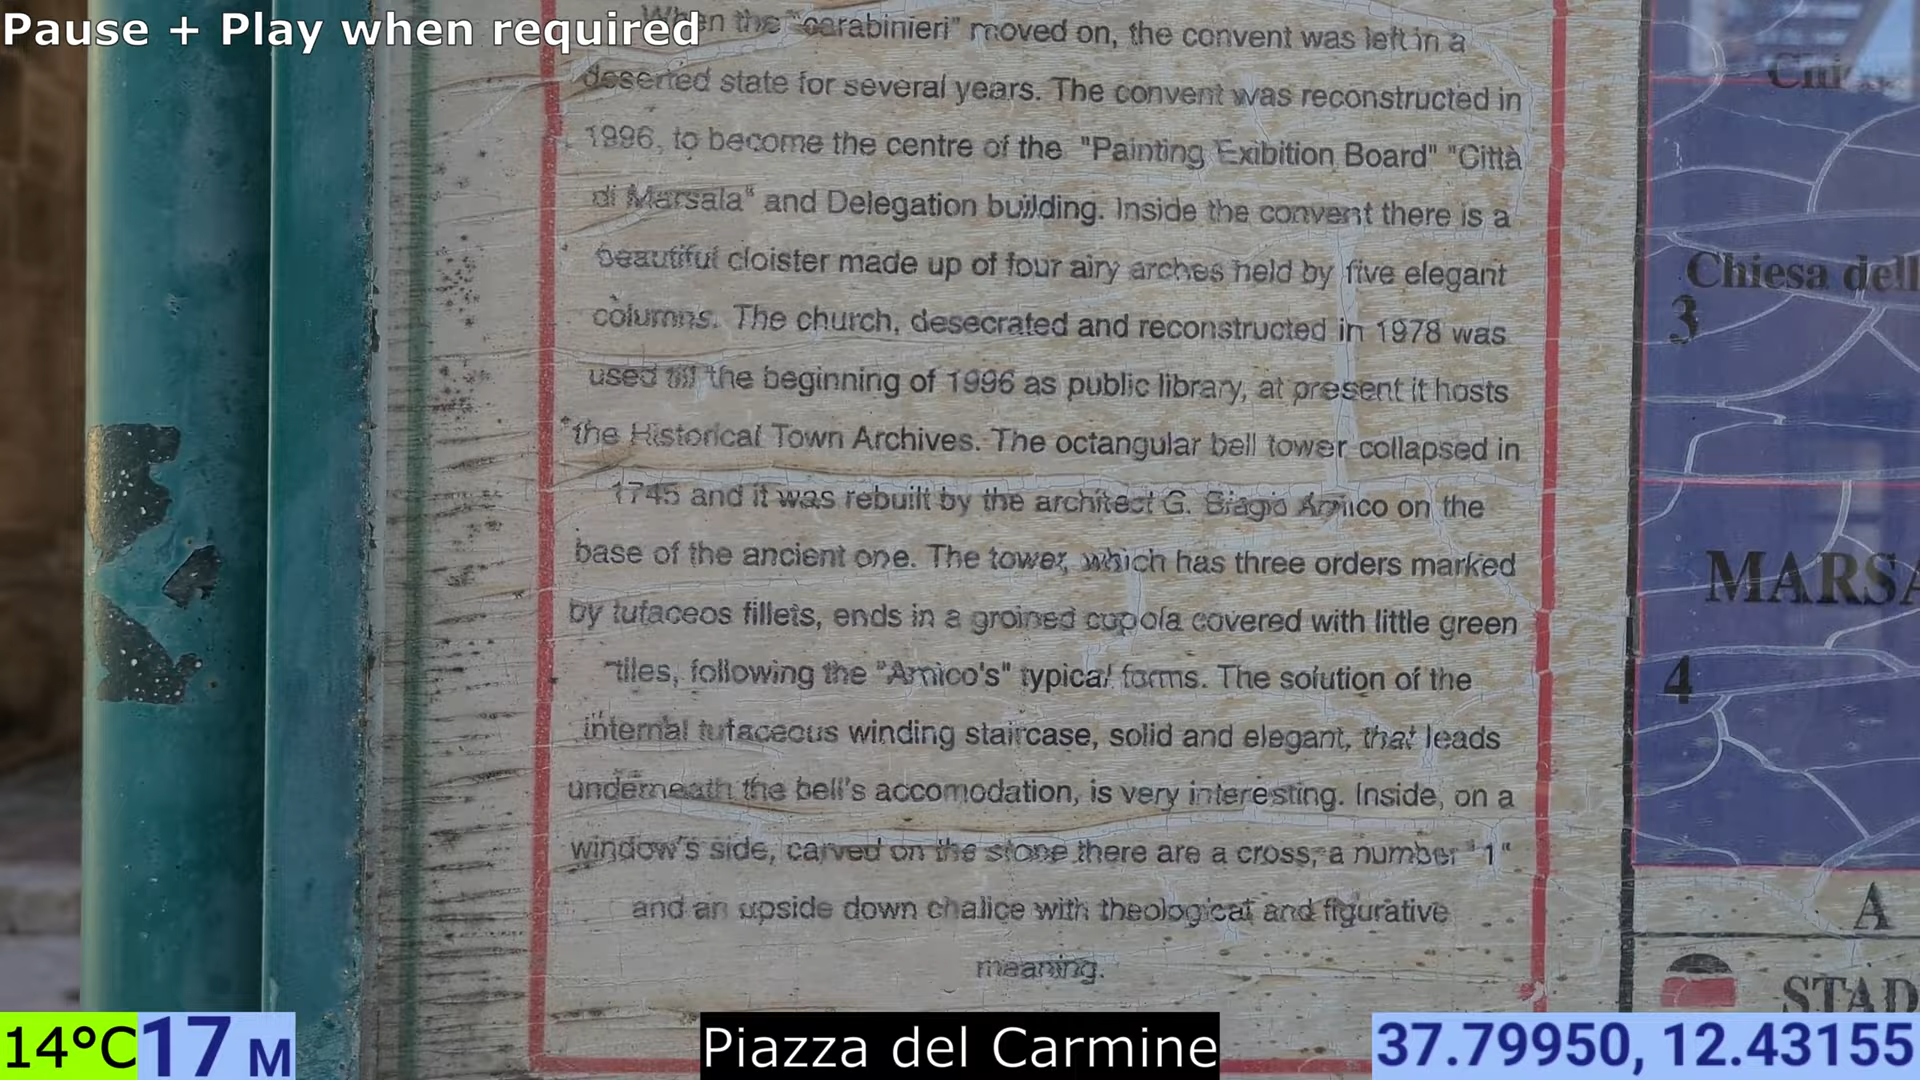 Pause + Play when required
When the "carabinieri" moved on, the convent was left in a
deserted state for several years. The convent was reconstructed in
1996, to become the centre of the "Painting Exibition Board" "Città
di Marsala" and Delegation building. Inside the convent there is a
beautiful cloister made up of four airy arches held by five elegant
columns. The church, desecrated and reconstructed in 1978 was
used till the beginning of 1996 as public library, at present it hosts
the Historical Town Archives. The octangular bell tower collapsed in
1745 and it was rebuilt by the architect G. Biagio Amico on the
base of the ancient one. The tower, which has three orders marked
by tufaceos fillets, ends in a groined cupola covered with little green
tiles, following the "Amico's" typical forms. The solution of the
internal tufaceous winding staircase, solid and elegant, that leads
underneath the bell's accomodation, is very interesting. Inside, on a
window's side, carved on the stone there are a cross, a number "1"
and an upside down chalice with theological and figurative
meaning.
Chiesa dell
3
MARSA
4
A
STAD
14°C 17 M
Piazza del Carmine
37.79950, 12.43155